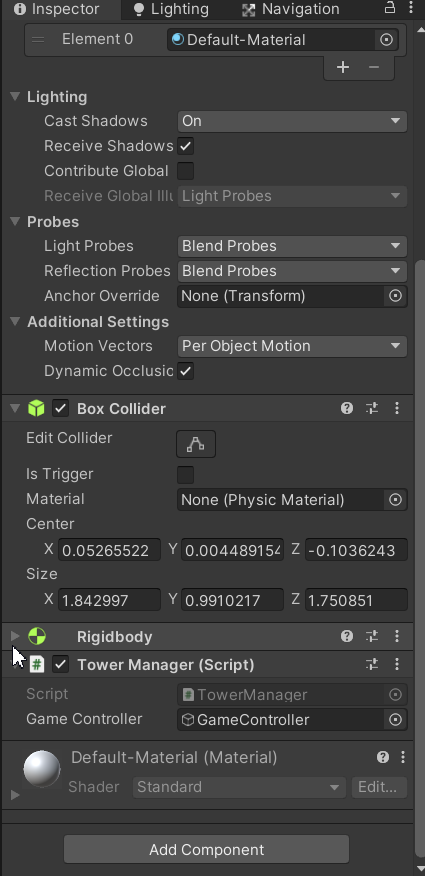 Inspector Lighting Navigation
Element 0 Default-Material
+ −
Lighting
Cast Shadows On
Receive Shadows
Contribute Global
Receive Global Illu Light Probes
Probes
Light Probes Blend Probes
Reflection Probes Blend Probes
Anchor Override None (Transform)
Additional Settings
Motion Vectors Per Object Motion
Dynamic Occlusic
Box Collider
Edit Collider
Is Trigger
Material None (Physic Material)
Center
X 0.05265522 Y 0.004489154 Z -0.1036243
Size
X 1.842997 Y 0.9910217 Z 1.750851
Rigidbody
# Tower Manager (Script)
Script # TowerManager
Game Controller GameController
Default-Material (Material)
Shader Standard Edit...
Add Component